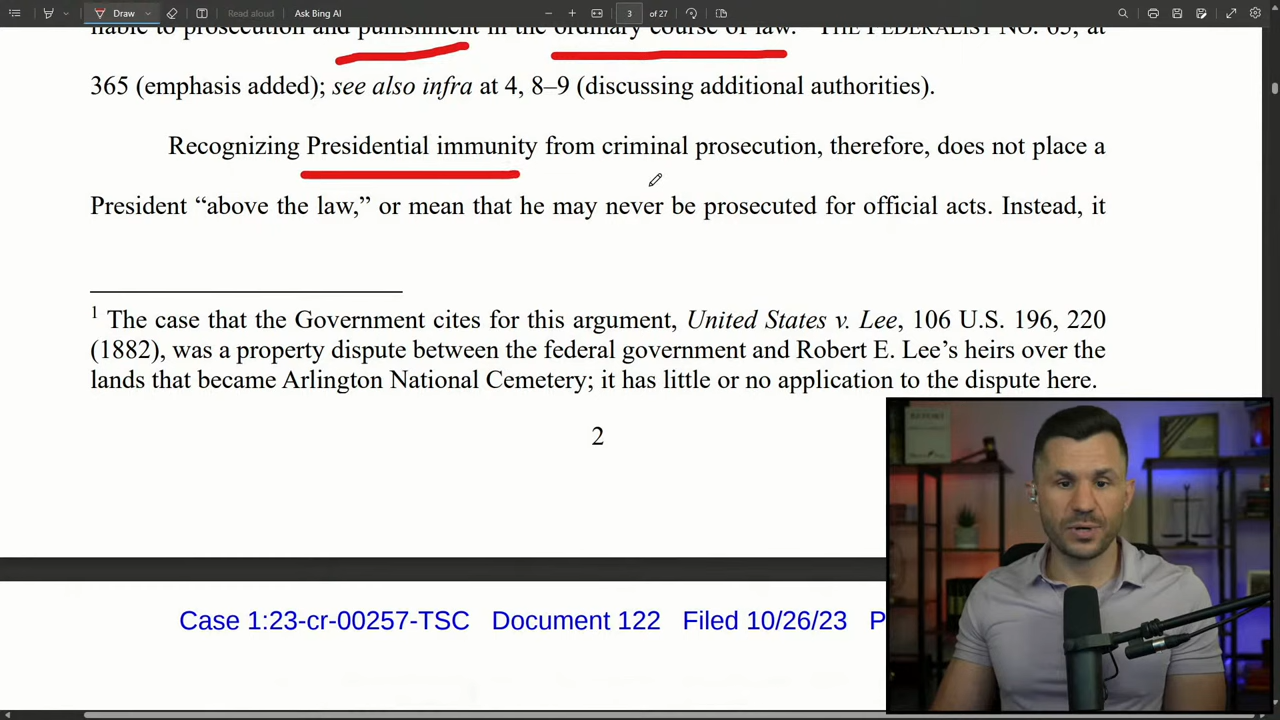 Draw
Read aloud
Ask Bing AI
3 of 27
liable to prosecution and punishment in the ordinary course of law." THE FEDERALIST NO. 65, at
365 (emphasis added); see also infra at 4, 8–9 (discussing additional authorities).
Recognizing Presidential immunity from criminal prosecution, therefore, does not place a
President “above the law,” or mean that he may never be prosecuted for official acts. Instead, it
1 The case that the Government cites for this argument, United States v. Lee, 106 U.S. 196, 220
(1882), was a property dispute between the federal government and Robert E. Lee’s heirs over the
lands that became Arlington National Cemetery; it has little or no application to the dispute here.
2
Case 1:23-cr-00257-TSC Document 122 Filed 10/26/23 P